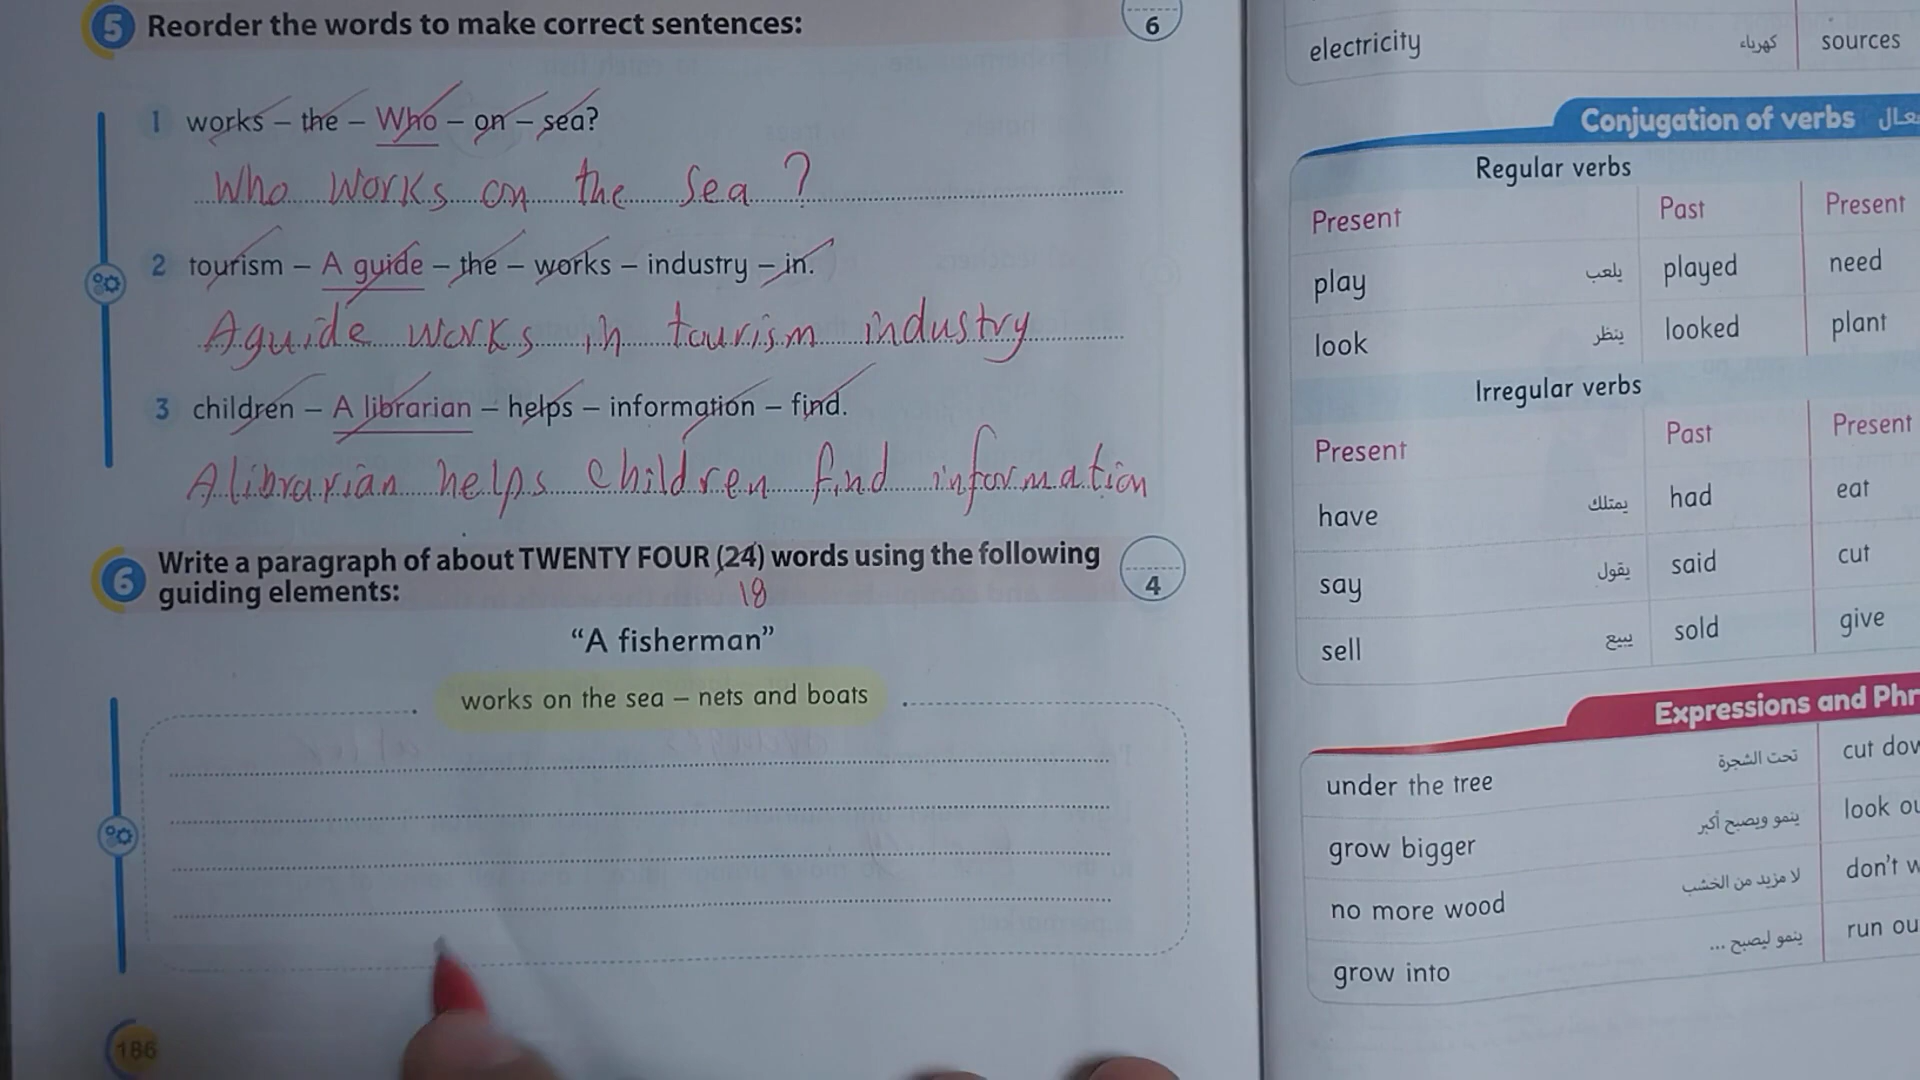 5 Reorder the words to make correct sentences:
6
1 works – the – Who – on – sea?
Who works on the Sea ?
2 tourism – A guide – the – works – industry – in.
A guide works in tourism industry
3 children – A librarian – helps – information – find.
A librarian helps children find information
6 Write a paragraph of about TWENTY FOUR (24) words using the following
guiding elements:
18
4
“A fisherman”
works on the sea – nets and boats
186
electricity كهرباء sources
Conjugation of verbs
Regular verbs
Present Past Present
play يلعب played need
look ينظر looked plant
Irregular verbs
Present Past Present
have يمتلك had eat
say يقول said cut
sell يبيع sold give
Expressions and
under the tree تحت الشجرة cut
grow bigger ينمو ويصبح أكبر look
no more wood لا مزيد من الخشب don't
grow into ينمو ليصبح ... run